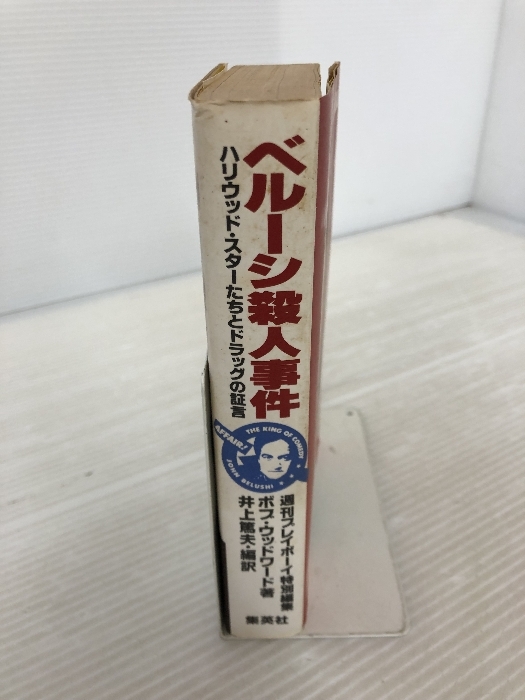 ベルーシ殺人事件
ハリウッド・スターたちとドラッグの証言
AFFAIR!
THE KING OF COMEDY
JOHN BELUSHI
週刊プレイボーイ特別編集
ボブ・ウッドワード著
井上篤夫・編訳
集英社